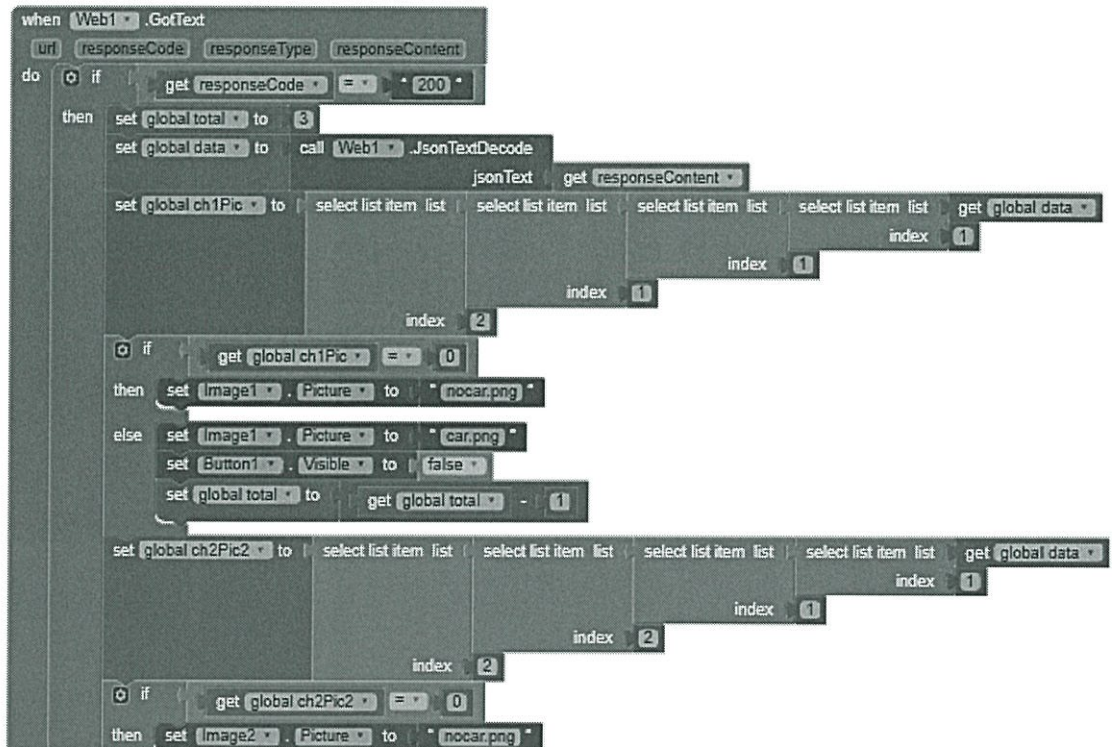 when Web1 .GotText
url responseCode responseType responseContent
do if get responseCode = " 200 "
then set global total to 3
set global data to call Web1 .JsonTextDecode
jsonText get responseContent
set global ch1Pic to select list item list select list item list select list item list select list item list get global data
index 1
index 1
index 1
index 2
if get global ch1Pic = 0
then set Image1 . Picture to " nocar.png "
else set Image1 . Picture to " car.png "
set Button1 . Visible to false
set global total to get global total - 1
set global ch2Pic2 to select list item list select list item list select list item list select list item list get global data
index 1
index 1
index 2
index 2
if get global ch2Pic2 = 0
then set Image2 . Picture to " nocar.png "